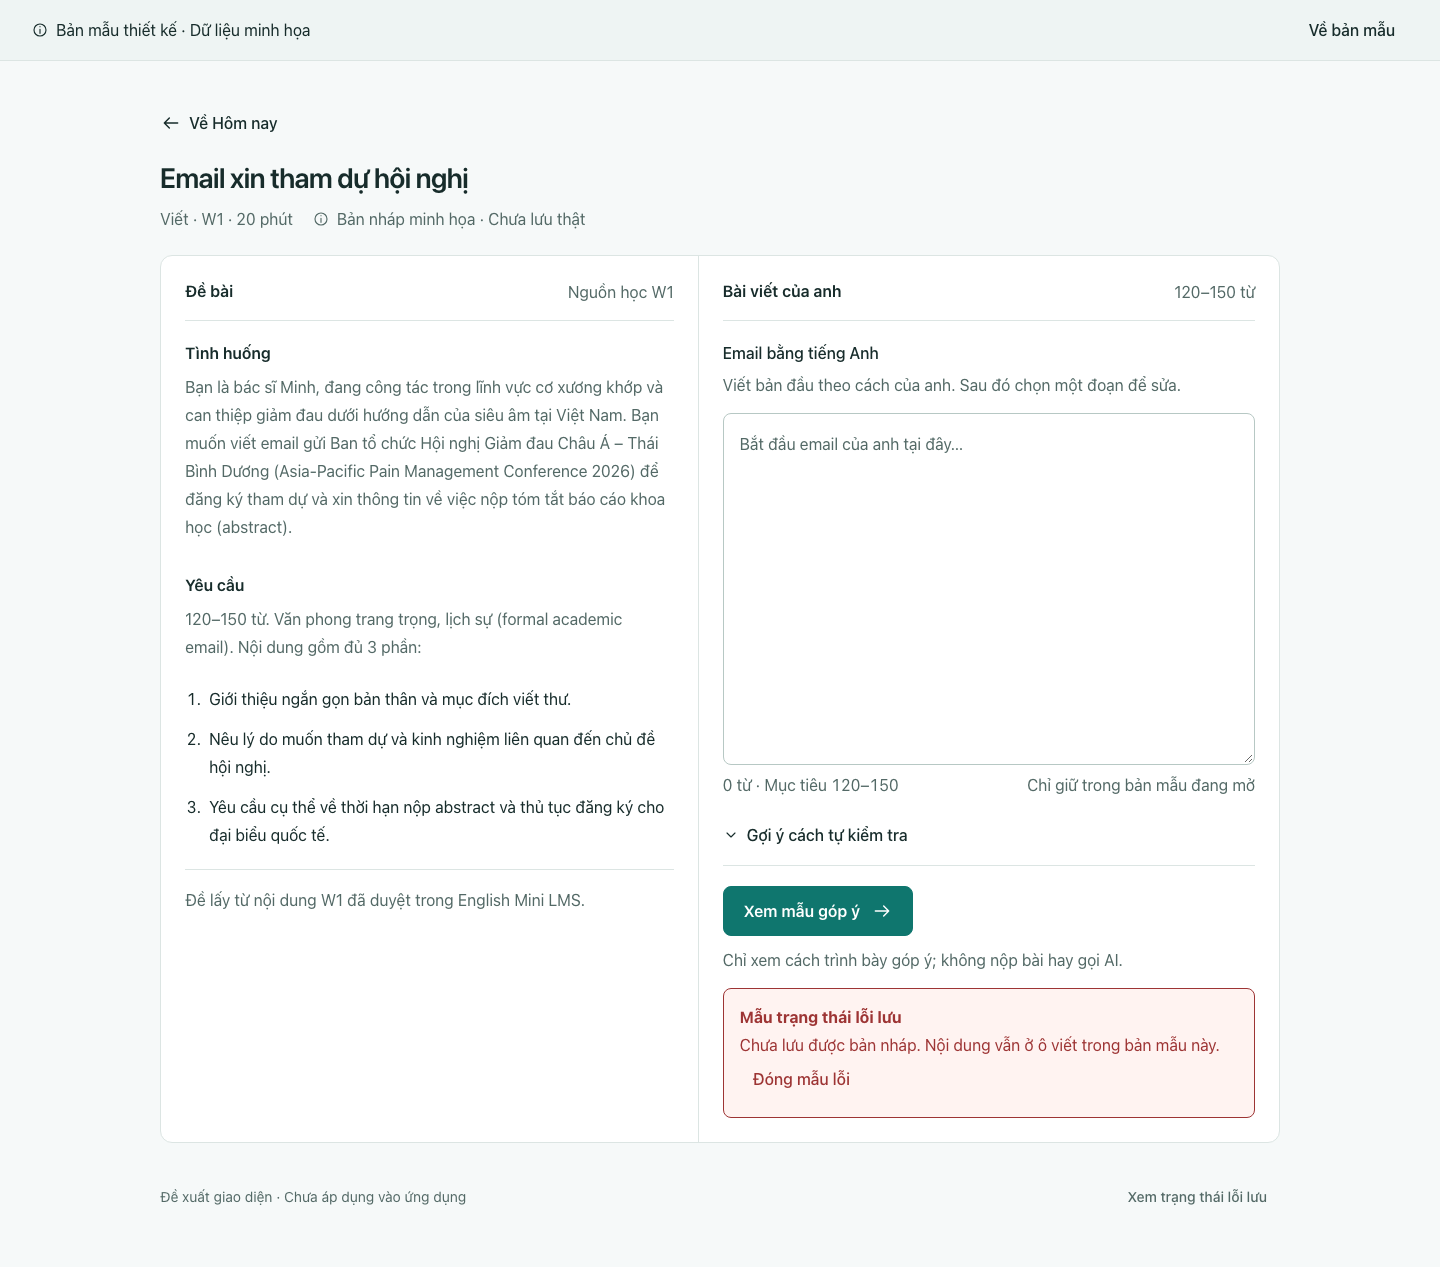 Bản mẫu thiết kế · Dữ liệu minh họa
Về bản mẫu
Về Hôm nay
Email xin tham dự hội nghị
Viết · W1 · 20 phút
Bản nháp minh họa · Chưa lưu thật
Đề bài
Nguồn học W1
Tình huống
Bạn là bác sĩ Minh, đang công tác trong lĩnh vực cơ xương khớp và
can thiệp giảm đau dưới hướng dẫn của siêu âm tại Việt Nam. Bạn
muốn viết email gửi Ban tổ chức Hội nghị Giảm đau Châu Á – Thái
Bình Dương (Asia-Pacific Pain Management Conference 2026) để
đăng ký tham dự và xin thông tin về việc nộp tóm tắt báo cáo khoa
học (abstract).
Yêu cầu
120–150 từ. Văn phong trang trọng, lịch sự (formal academic
email). Nội dung gồm đủ 3 phần:
1. Giới thiệu ngắn gọn bản thân và mục đích viết thư.
2. Nêu lý do muốn tham dự và kinh nghiệm liên quan đến chủ đề
hội nghị.
3. Yêu cầu cụ thể về thời hạn nộp abstract và thủ tục đăng ký cho
đại biểu quốc tế.
Đề lấy từ nội dung W1 đã duyệt trong English Mini LMS.
Bài viết của anh
120–150 từ
Email bằng tiếng Anh
Viết bản đầu theo cách của anh. Sau đó chọn một đoạn để sửa.
Bắt đầu email của anh tại đây...
0 từ · Mục tiêu 120–150
Chỉ giữ trong bản mẫu đang mở
Gợi ý cách tự kiểm tra
Xem mẫu góp ý
Chỉ xem cách trình bày góp ý; không nộp bài hay gọi AI.
Mẫu trạng thái lỗi lưu
Chưa lưu được bản nháp. Nội dung vẫn ở ô viết trong bản mẫu này.
Đóng mẫu lỗi
Đề xuất giao diện · Chưa áp dụng vào ứng dụng
Xem trạng thái lỗi lưu